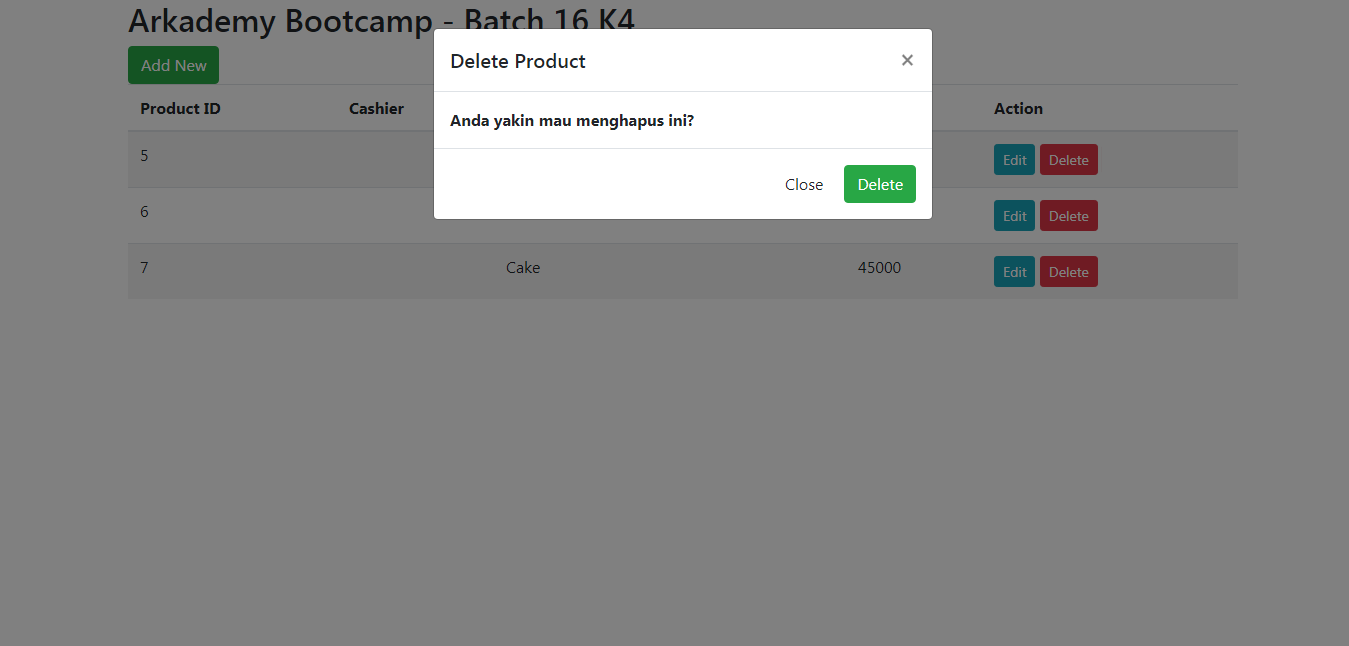 Arkademy Bootcamp - Batch 16 K4
Delete Product ×
Add New
Product ID Cashier Action
Anda yakin mau menghapus ini?
5 Edit Delete
Close Delete
6 Edit Delete
7 Cake 45000 Edit Delete